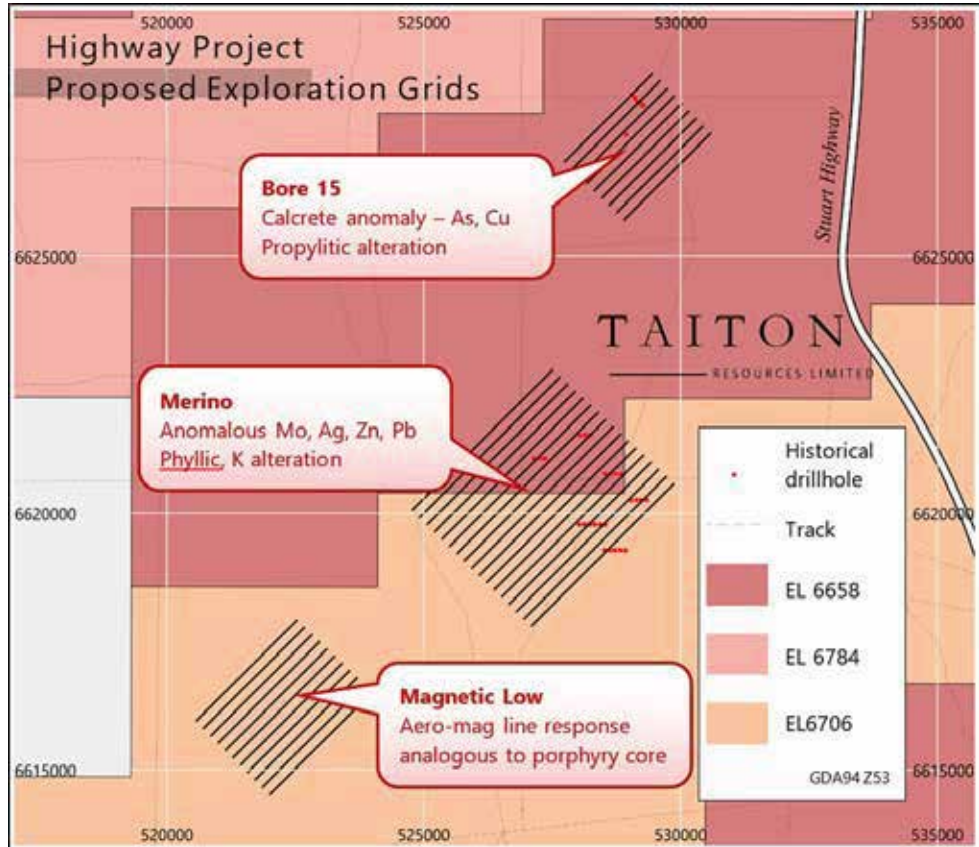 520000 525000 530000 535000
Highway Project
Proposed Exploration Grids
Stuart Highway
Bore 15
Calcrete anomaly – As, Cu
Propylitic alteration
6625000 6625000
TAITON
RESOURCES LIMITED
Merino
Anomalous Mo, Ag, Zn, Pb
Phyllic, K alteration
Historical
drillhole
Track
6620000 6620000
EL 6658
EL 6784
EL6706
Magnetic Low
Aero-mag line response
analogous to porphyry core
GDA94 Z53
6615000 6615000
520000 525000 530000 535000